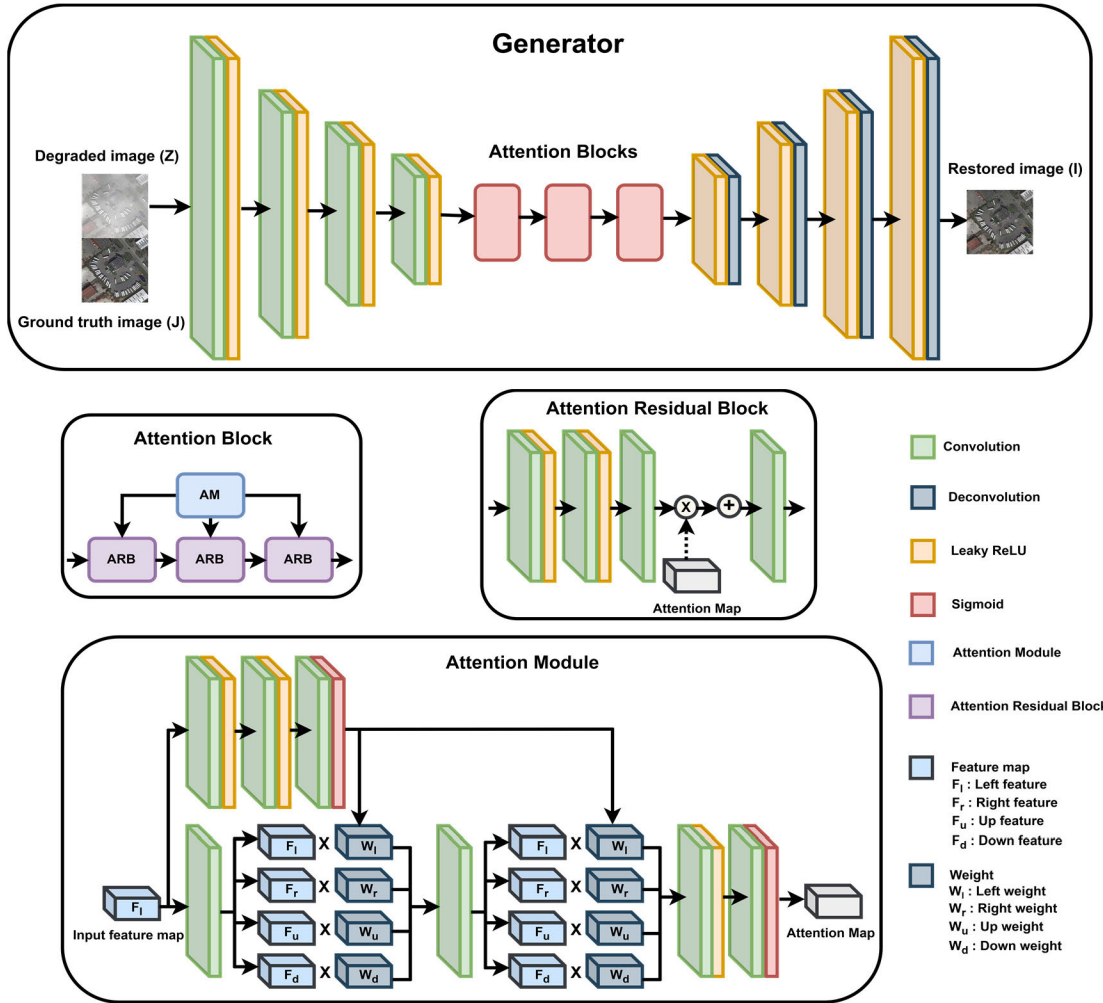 Generator
Degraded image (Z)
Ground truth image (J)
Attention Blocks
Restored image (I)
Attention Block
AM
ARB
ARB
ARB
Attention Residual Block
X
+
Attention Map
Convolution
Deconvolution
Leaky ReLU
Sigmoid
Attention Module
Attention Residual Blocl
Feature map
Fl : Left feature
Fr : Right feature
Fu : Up feature
Fd : Down feature
Weight
Wl : Left weight
Wr : Right weight
Wu : Up weight
Wd : Down weight
Attention Module
Fl
Input feature map
Fl X Wl
Fr X Wr
Fu X Wu
Fd X Wd
Fl X Wl
Fr X Wr
Fu X Wu
Fd X Wd
Attention Map